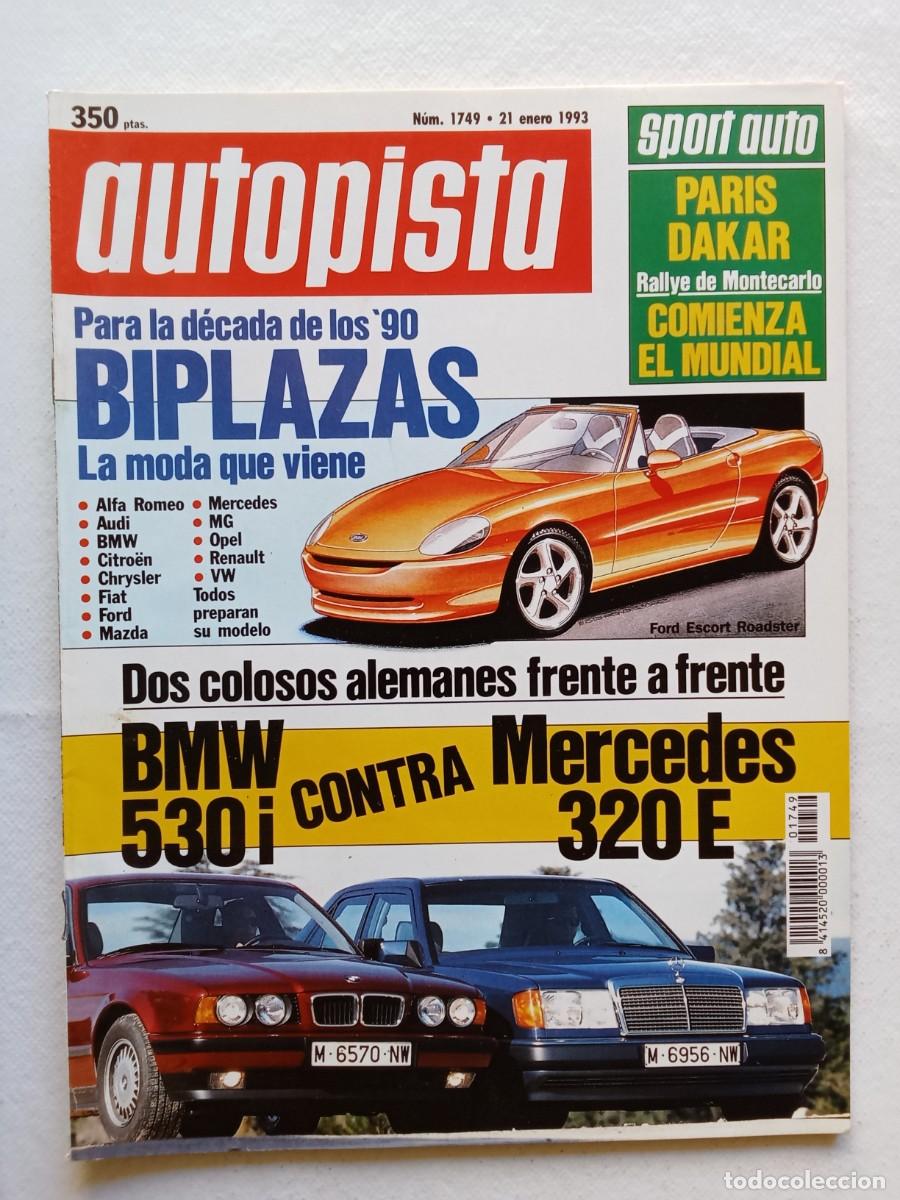 350 ptas.
Núm. 1749 • 21 enero 1993
autopista
sport auto
PARIS
DAKAR
Rallye de Montecarlo
COMIENZA
EL MUNDIAL
Para la década de los '90
BIPLAZAS
La moda que viene
• Alfa Romeo
• Audi
• BMW
• Citroën
• Chrysler
• Fiat
• Ford
• Mazda
• Mercedes
• MG
• Opel
• Renault
• VW
Todos
preparan
su modelo
Ford Escort Roadster
Dos colosos alemanes frente a frente
BMW
530i
CONTRA
Mercedes
320 E
01749
8 414520 000013
M-6570-NW
M-6956-NW
todocoleccion